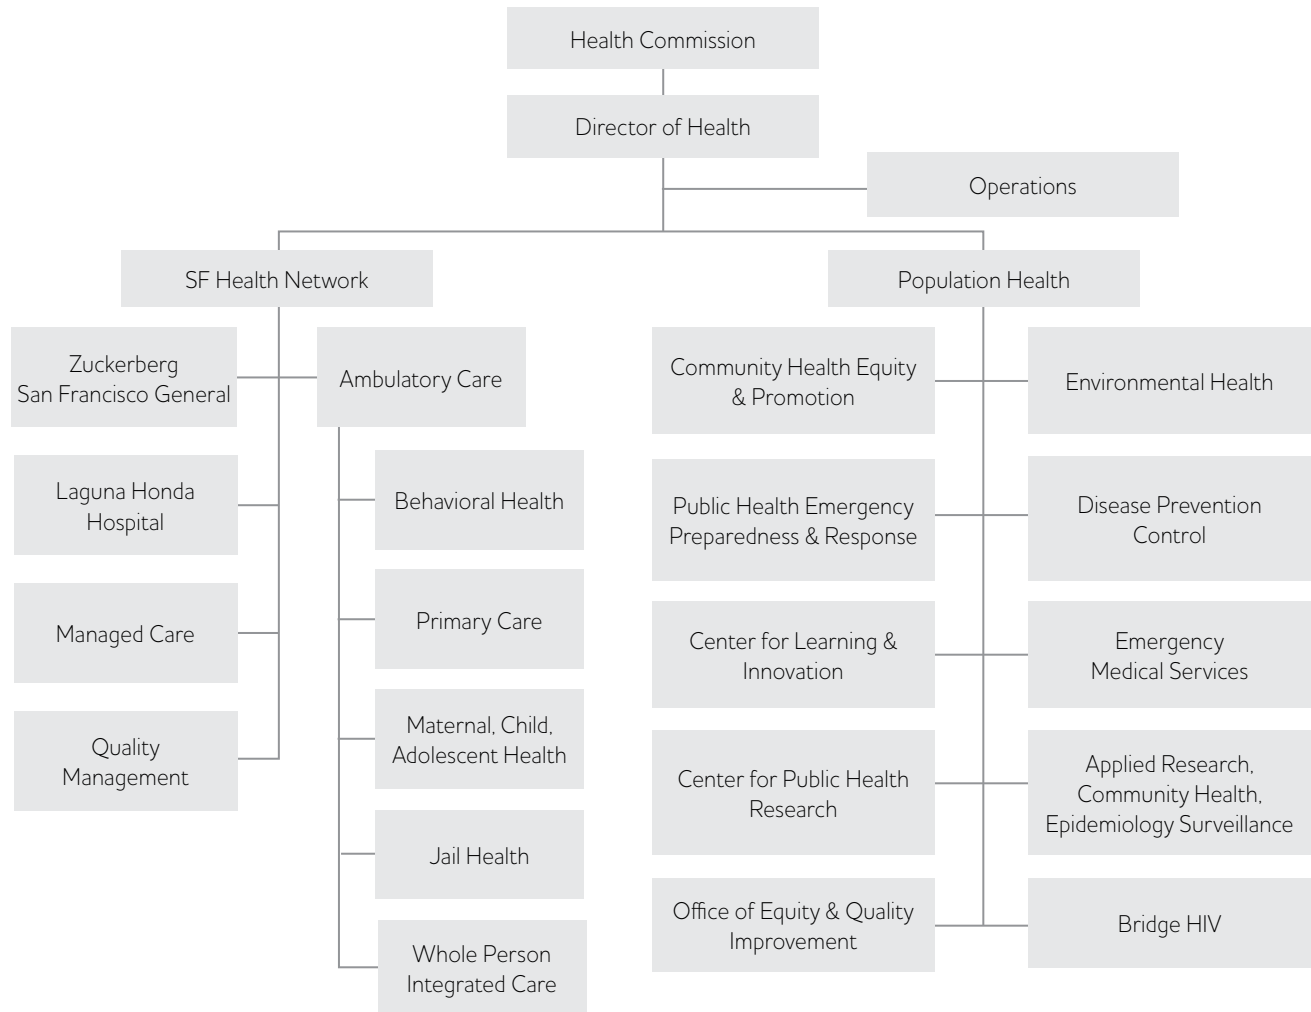 Health Commission
Director of Health
Operations
SF Health Network
Population Health
Zuckerberg
San Francisco General
Ambulatory Care
Laguna Honda
Hospital
Managed Care
Quality
Management
Behavioral Health
Primary Care
Maternal, Child,
Adolescent Health
Jail Health
Whole Person
Integrated Care
Community Health Equity
& Promotion
Environmental Health
Public Health Emergency
Preparedness & Response
Disease Prevention
Control
Center for Learning &
Innovation
Emergency
Medical Services
Center for Public Health
Research
Applied Research,
Community Health,
Epidemiology Surveillance
Office of Equity & Quality
Improvement
Bridge HIV